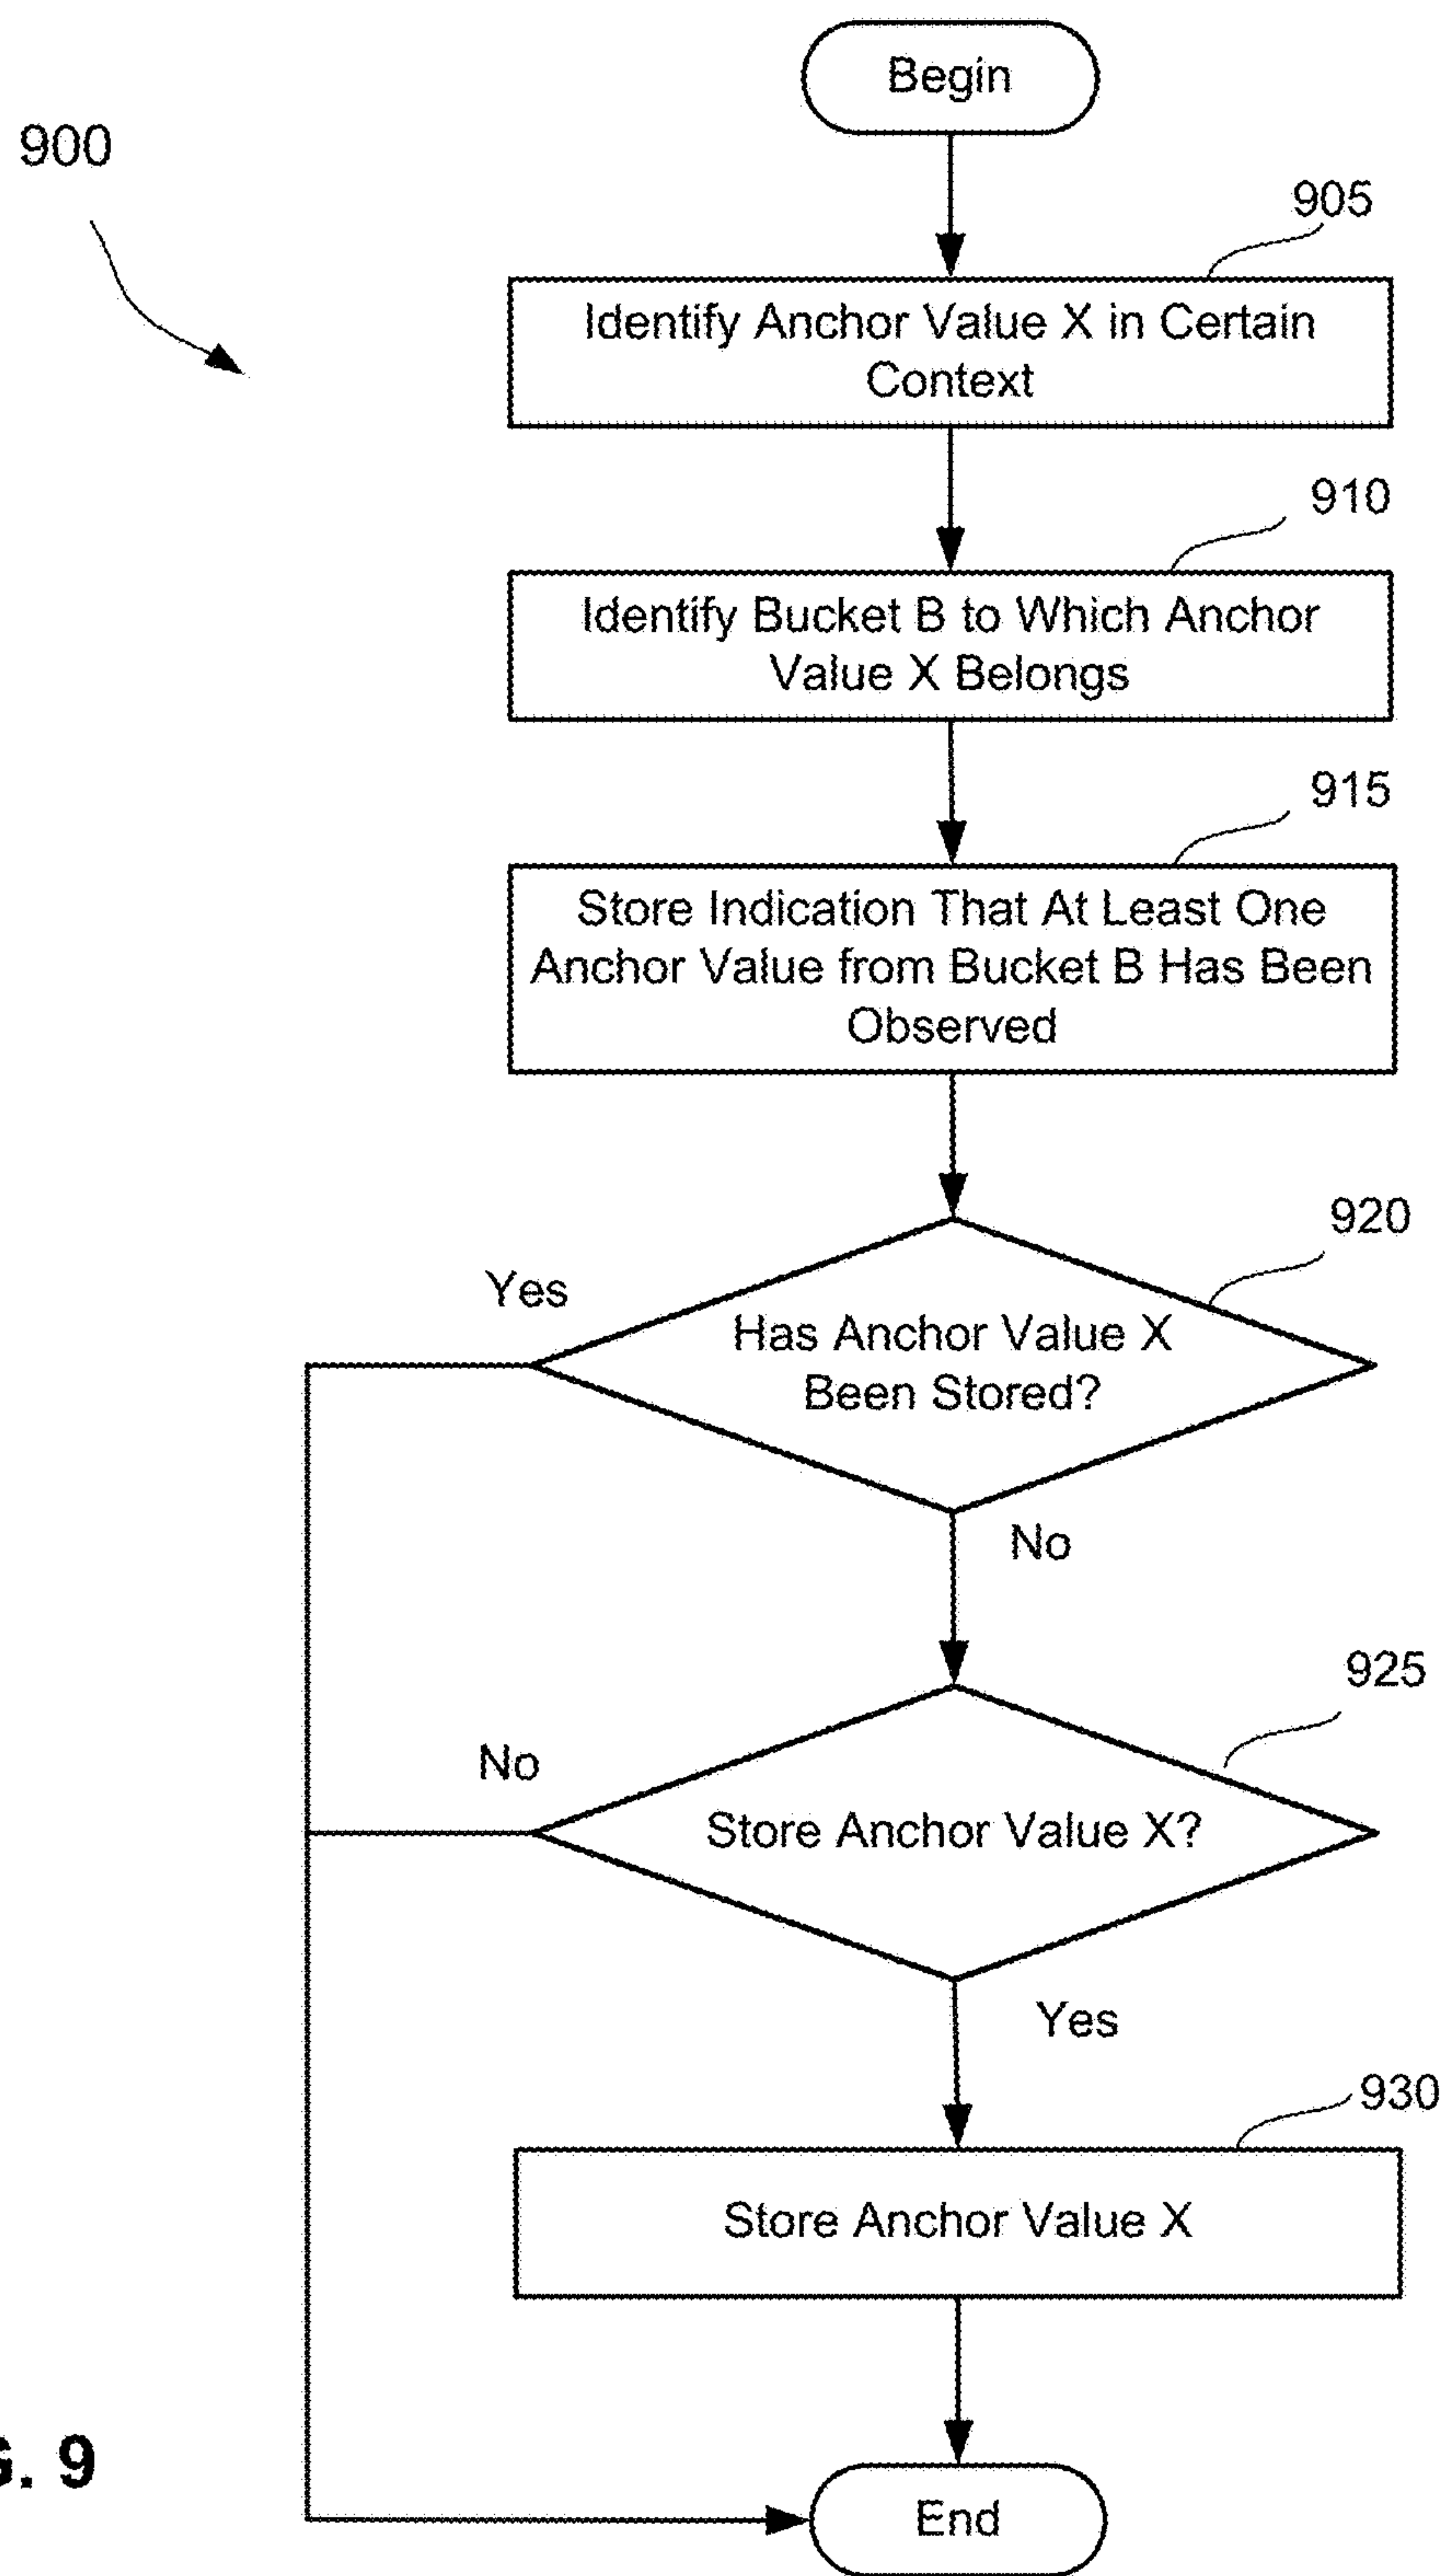 Begin
900
905
Identify Anchor Value X in Certain
Context
910
Identify Bucket B to Which Anchor
Value X Belongs
915
Store Indication That At Least One
Anchor Value from Bucket B Has Been
Observed
920
Yes
Has Anchor Value X
Been Stored?
No
925
No
Store Anchor Value X?
Yes
930
Store Anchor Value X
G. 9
End